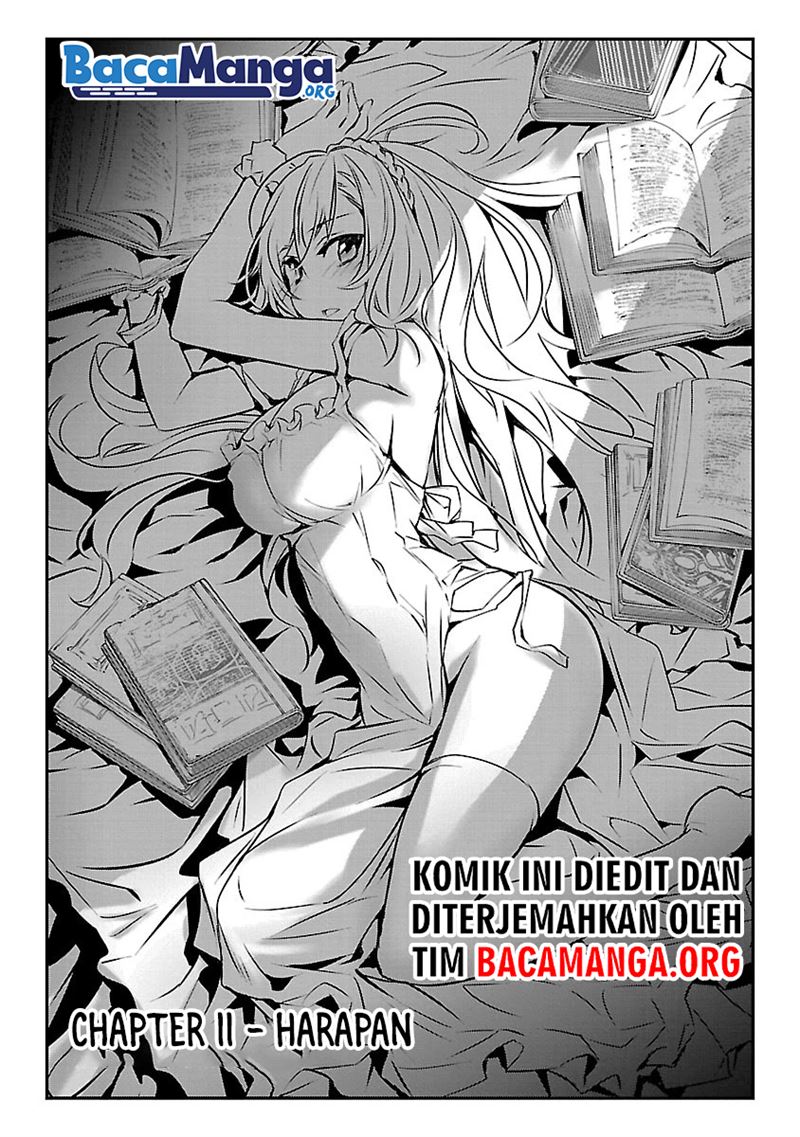 BacaManga
.ORG
KOMIK INI DIEDIT DAN
DITERJEMAHKAN OLEH
TIM BACAMANGA.ORG
CHAPTER 11 - HARAPAN